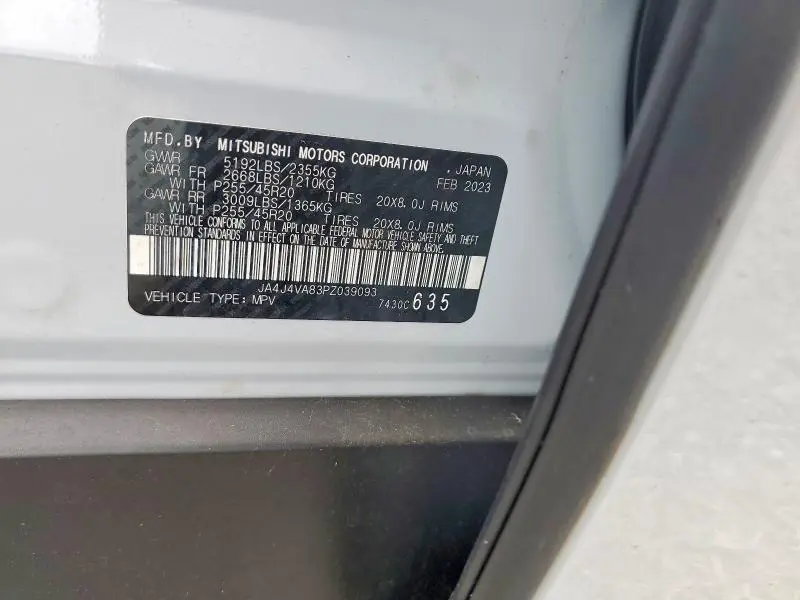 MFD.BY MITSUBISHI MOTORS CORPORATION , JAPAN
GVWR 5192LBS/2355KG FEB 2023
GAWR FR 2668LBS/1210KG
WITH P255/45R20 TIRES 20X8.0J RIMS
GAWR RR 3009LBS/1365KG
WITH P255/45R20 TIRES 20X8.0J RIMS
THIS VEHICLE CONFORMS TO ALL APPLICABLE FEDERAL MOTOR VEHICLE SAFETY AND THEFT
PREVENTION STANDARDS IN EFFECT ON THE DATE OF MANUFACTURE SHOWN ABOVE.
JA4J4VA83PZ039093
VEHICLE TYPE: MPV 7430C 635